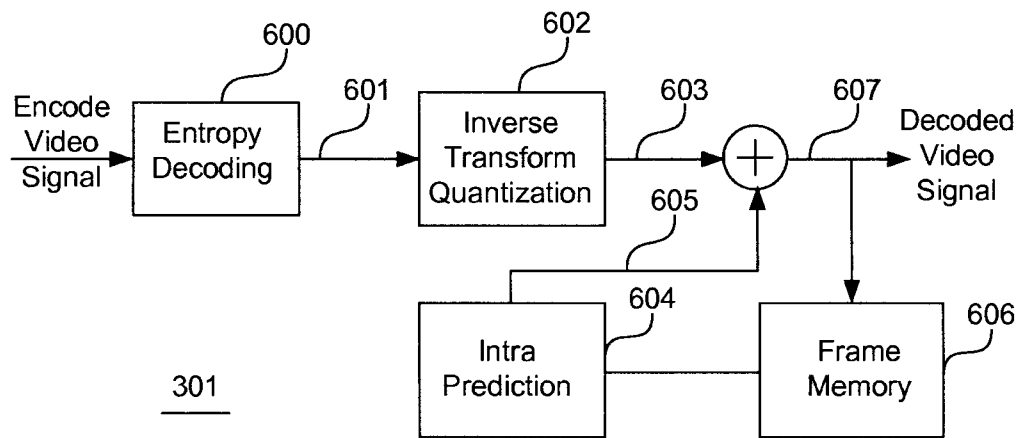 600
602
601
603
607
Encode
Video
Signal
Entropy
Decoding
Inverse
Transform
Quantization
+
Decoded
Video
Signal
605
604
606
Intra
Prediction
Frame
Memory
301